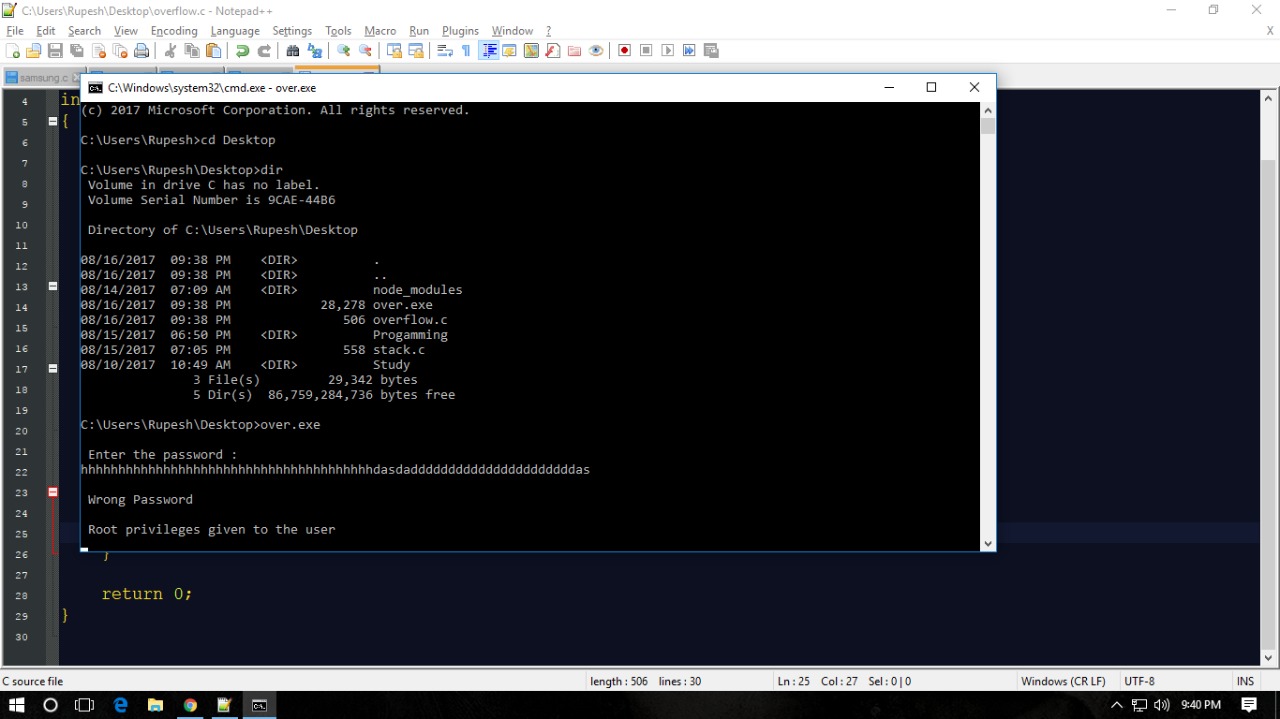 C:\Users\Rupesh\Desktop\overflow.c - Notepad++
File Edit Search View Encoding Language Settings Tools Macro Run Plugins Window ?
X
samsung.c
C:\Windows\system32\cmd.exe - over.exe
(c) 2017 Microsoft Corporation. All rights reserved.
C:\Users\Rupesh>cd Desktop
C:\Users\Rupesh\Desktop>dir
Volume in drive C has no label.
Volume Serial Number is 9CAE-44B6
Directory of C:\Users\Rupesh\Desktop
08/16/2017 09:38 PM <DIR> .
08/16/2017 09:38 PM <DIR> ..
08/14/2017 07:09 AM <DIR> node_modules
08/16/2017 09:38 PM 28,278 over.exe
08/16/2017 09:38 PM 506 overflow.c
08/15/2017 06:50 PM <DIR> Progamming
08/15/2017 07:05 PM 558 stack.c
08/10/2017 10:49 AM <DIR> Study
3 File(s) 29,342 bytes
5 Dir(s) 86,759,284,736 bytes free
C:\Users\Rupesh\Desktop>over.exe
Enter the password :
hhhhhhhhhhhhhhhhhhhhhhhhhhhhhhhhhhhhhhhdasdadddddddddddddddddddddddas
Wrong Password
Root privileges given to the user
4 in
5 {
6
7
8
9
10
11
12
13
14
15
16
17
18
19
20
21
22
23
24
25
26 }
27
28 return 0;
29 }
30
C source file length : 506 lines : 30 Ln : 25 Col : 27 Sel : 0 | 0 Windows (CR LF) UTF-8 INS
9:40 PM